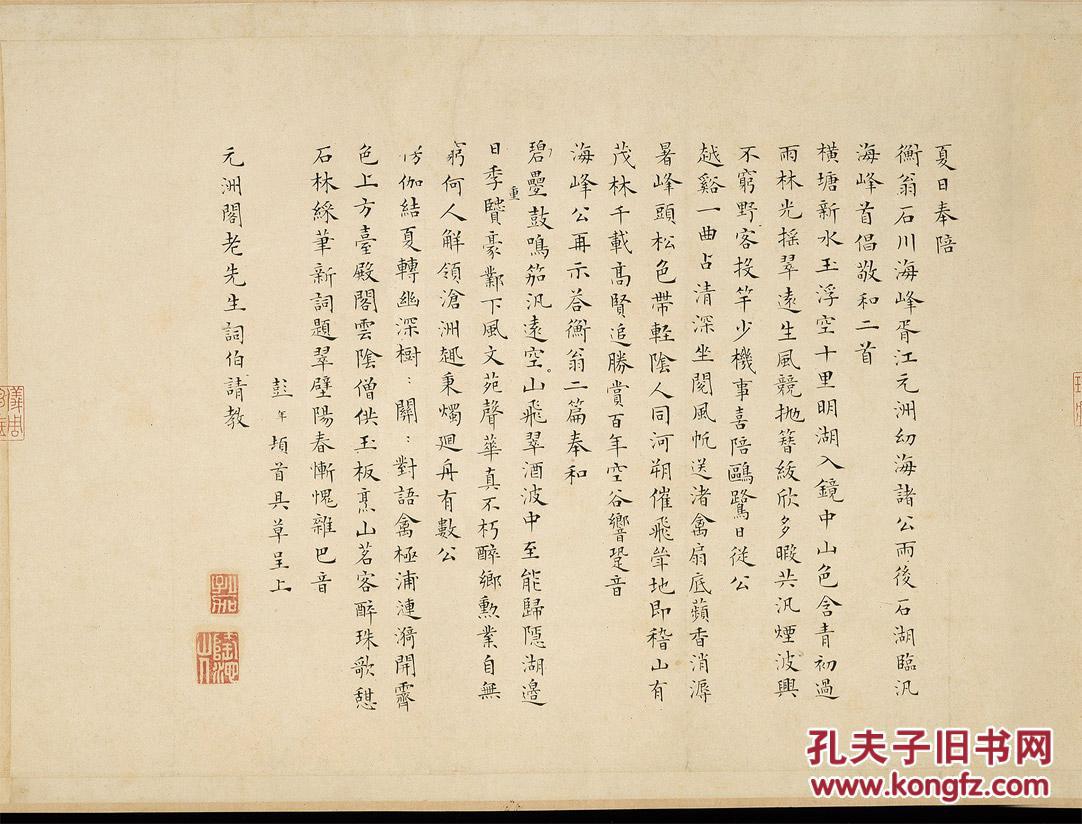 夏日奉陪
衡翁石川海峰胥江元洲幼海諸公雨後石湖臨汎
海峰首倡敬和二首
橫塘新水玉浮空十里明湖入鏡中山色含青初過
雨林光摇翠遠生風競抛簪紱欣多暇共汎煙波興
不窮野客投竿少機事喜陪鷗鷺日從公
越谿一曲占清深坐閱風帆送渚禽扇底蘋香消溽
暑峰頭松色帶輕陰人同河朔催飛斝地即稽山有
茂林千載高賢追勝賞百年空谷響跫音
海峰公再示荅衡翁二篇奉和
碧疊鼓鳴笳汎遠空山飛翠酒波中至能歸隱湖邊
日季重豪鄴下風文苑聲華真不朽醉鄉勳業自無
窮何人解領滄洲趣秉燭迴舟有數公
伽結夏轉幽深樹：關：對語禽極浦漣漪開霽
色上方臺殿閣雲陰僧供玉板烹山茗客醉珠歌憇
石林綵筆新詞題翠壁陽春慚愧雜巴音
彭年頓首具草呈上
元洲閣老先生詞伯請教
孔夫子旧书网
www.kongfz.com